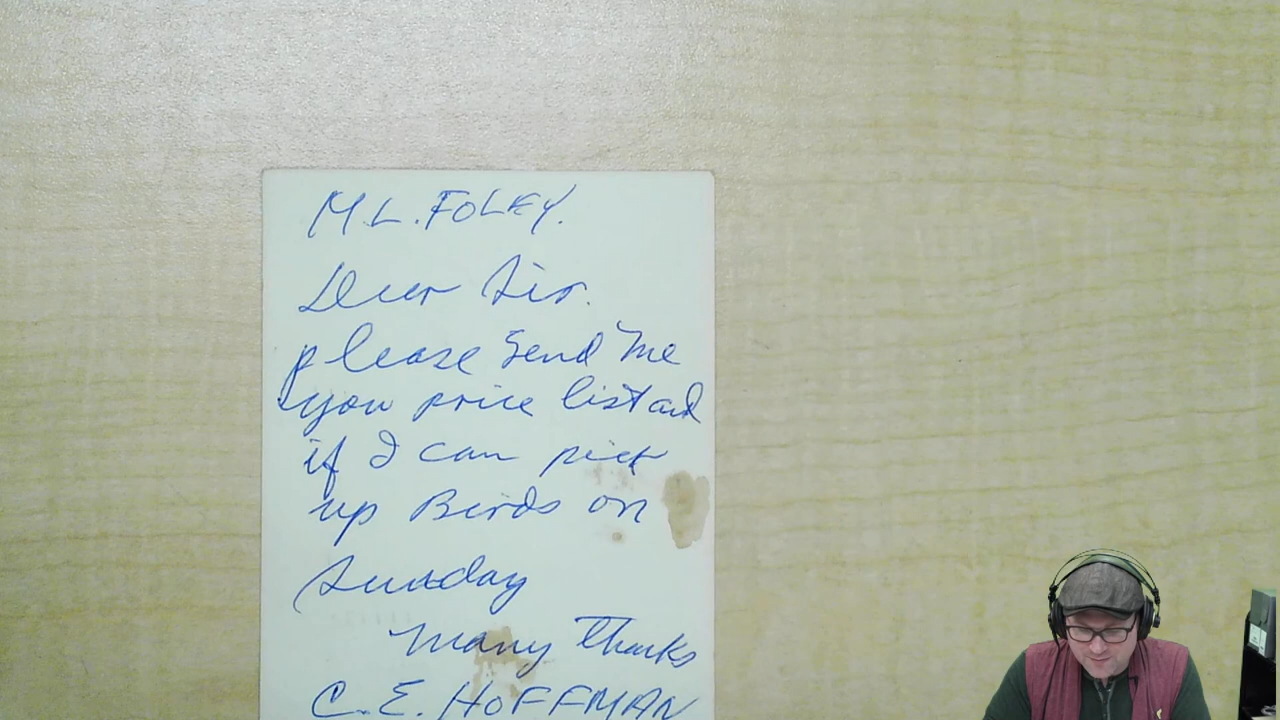 M.L. FOLEY.
Dear Sir.
please Send Me
you price list and
if I can pick
up Birds on
Sunday
Many Thanks
C.E. HOFFMAN